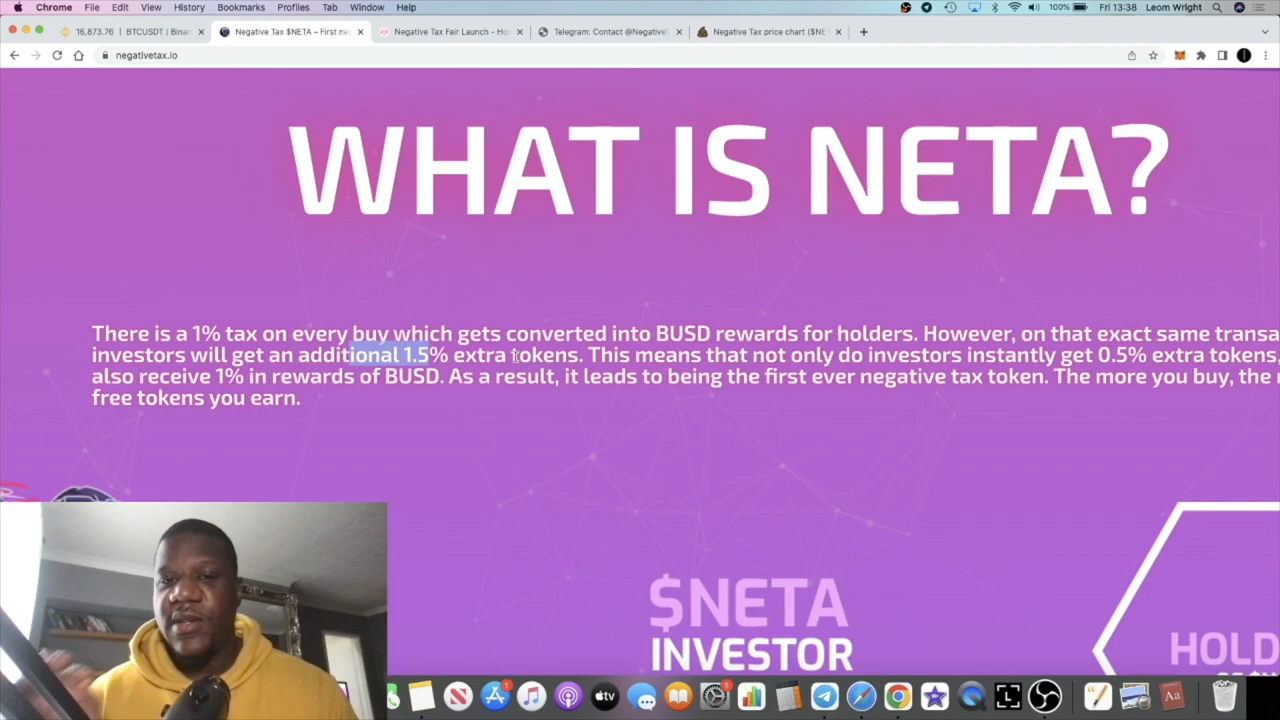 Chrome File Edit View History Bookmarks Profiles Tab Window Help 100% Fri 13:38 Leom Wright
16,873.76 | BTCUSDT | Binan Negative Tax $NETA – First ne Negative Tax Fair Launch - Ho Telegram: Contact @Negative Negative Tax price chart ($NE
negativetax.io
WHAT IS NETA?
There is a 1% tax on every buy which gets converted into BUSD rewards for holders. However, on that exact same transa
investors will get an additional 1.5% extra tokens. This means that not only do investors instantly get 0.5% extra tokens.
also receive 1% in rewards of BUSD. As a result, it leads to being the first ever negative tax token. The more you buy, the
free tokens you earn.
$NETA
INVESTOR
HOLD
tv
Aa